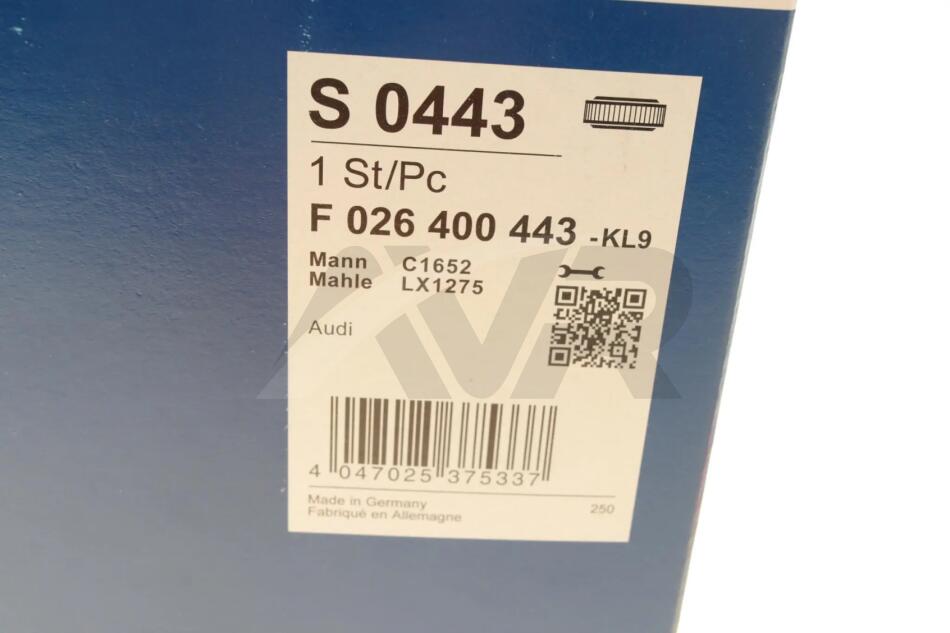 S 0443
1 St/Pc
F 026 400 443 -KL9
Mann C1652
Mahle LX1275
Audi
4 047025 375337
Made in Germany
Fabriqué en Allemagne
250
AVR